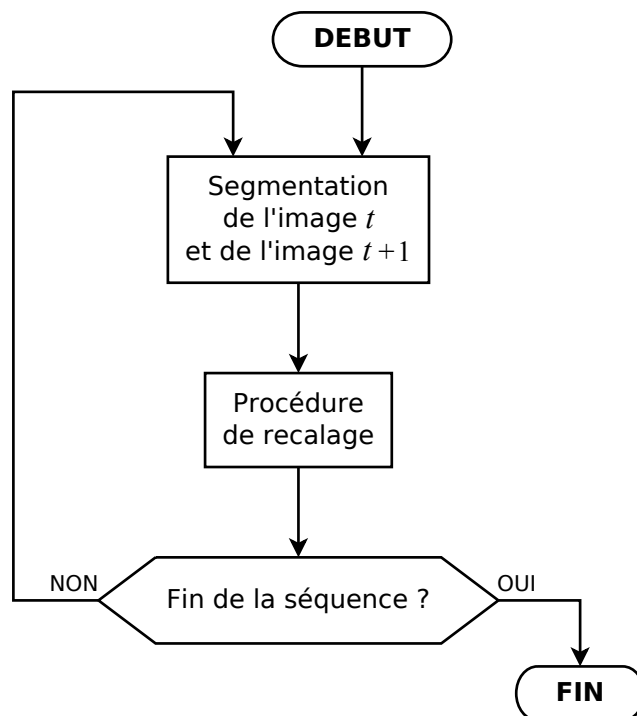 DEBUT
Segmentation
de l'image t
et de l'image t+1
Procédure
de recalage
NON
Fin de la séquence ?
OUI
FIN